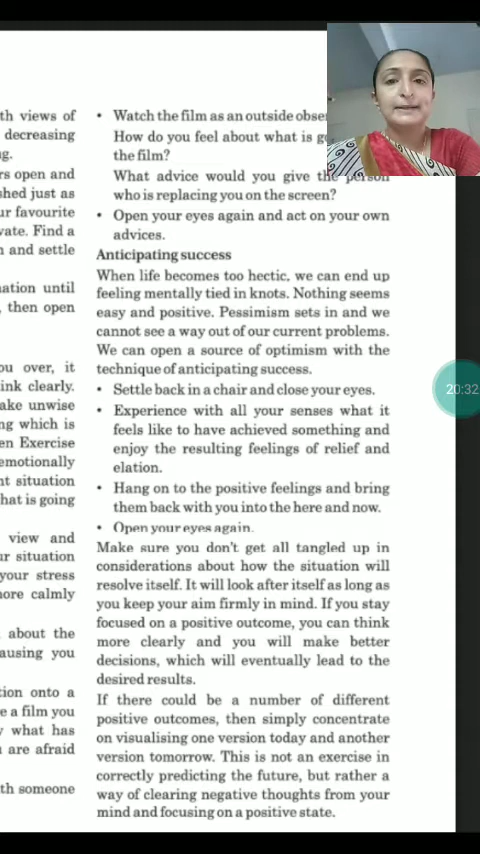 th views of
decreasing
g.
rs open and
shed just as
ur favourite
vate. Find a
n and settle
nation until
, then open
ou over, it
ink clearly.
ake unwise
ng which is
en Exercise
emotionally
nt situation
hat is going
view and
ur situation
your stress
nore calmly
about the
ausing you
tion onto a
e a film you
y what has
u are afraid
th someone
• Watch the film as an outside obse
How do you feel about what is g
the film?
What advice would you give the person
who is replacing you on the screen?
• Open your eyes again and act on your own
advices.
Anticipating success
When life becomes too hectic, we can end up
feeling mentally tied in knots. Nothing seems
easy and positive. Pessimism sets in and we
cannot see a way out of our current problems.
We can open a source of optimism with the
technique of anticipating success.
• Settle back in a chair and close your eyes.
• Experience with all your senses what it
feels like to have achieved something and
enjoy the resulting feelings of relief and
elation.
• Hang on to the positive feelings and bring
them back with you into the here and now.
• Open your eyes again.
Make sure you don't get all tangled up in
considerations about how the situation will
resolve itself. It will look after itself as long as
you keep your aim firmly in mind. If you stay
focused on a positive outcome, you can think
more clearly and you will make better
decisions, which will eventually lead to the
desired results.
If there could be a number of different
positive outcomes, then simply concentrate
on visualising one version today and another
version tomorrow. This is not an exercise in
correctly predicting the future, but rather a
way of clearing negative thoughts from your
mind and focusing on a positive state.
20:32